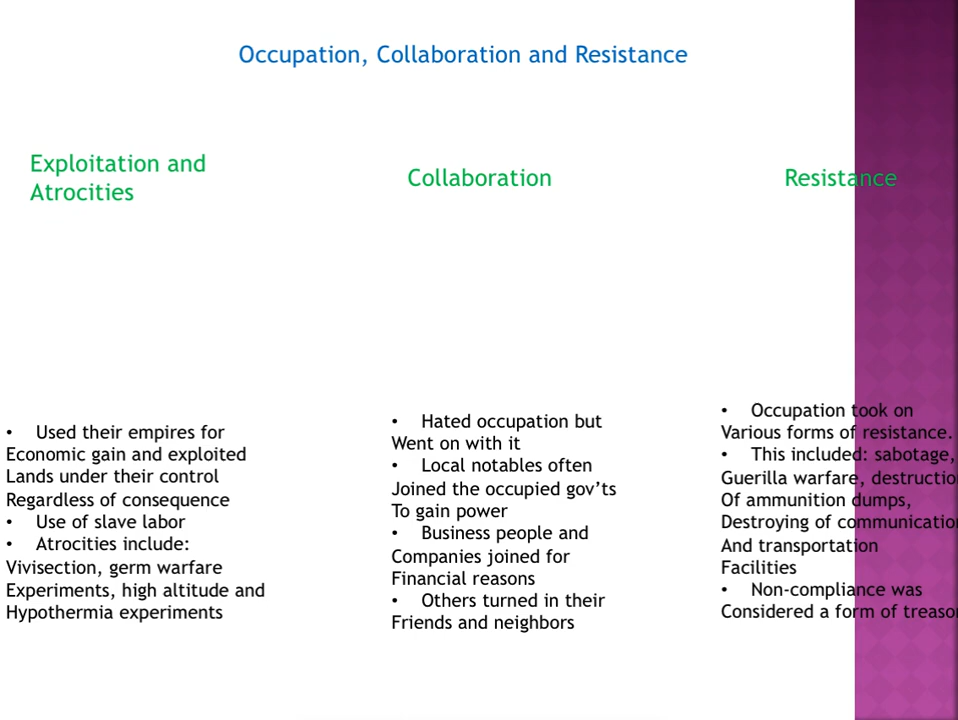 Occupation, Collaboration and Resistance
Exploitation and
Atrocities
Collaboration
Resistance
• Used their empires for
Economic gain and exploited
Lands under their control
Regardless of consequence
• Use of slave labor
• Atrocities include:
Vivisection, germ warfare
Experiments, high altitude and
Hypothermia experiments
• Hated occupation but
Went on with it
• Local notables often
Joined the occupied gov’ts
To gain power
• Business people and
Companies joined for
Financial reasons
• Others turned in their
Friends and neighbors
• Occupation took on
Various forms of resistance.
• This included: sabotage,
Guerilla warfare, destructio
Of ammunition dumps,
Destroying of communicatio
And transportation
Facilities
• Non-compliance was
Considered a form of treaso